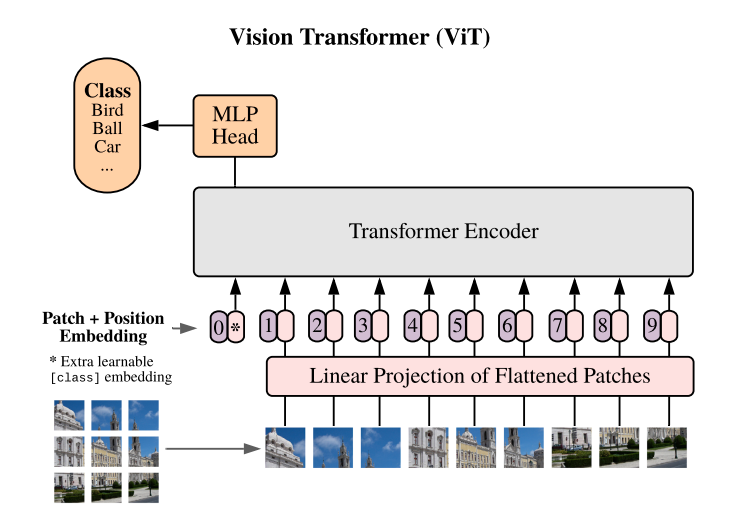 Vision Transformer (ViT)
Class
Bird
Ball
Car
...
MLP
Head
Transformer Encoder
Patch + Position
Embedding
0 * 1 2 3 4 5 6 7 8 9
* Extra learnable
[class] embedding
Linear Projection of Flattened Patches